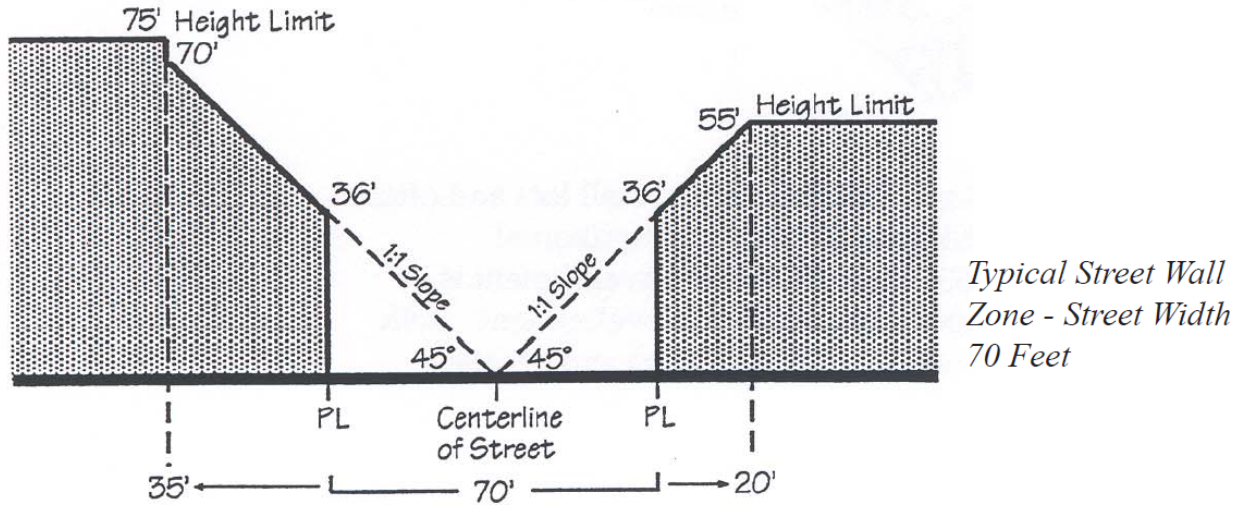 75' Height Limit
70'
55' Height Limit
36'
36'
1:1 Slope
1:1 Slope
45°
45°
Typical Street Wall
Zone - Street Width
70 Feet
PL
Centerline
of Street
PL
35'
70'
20'